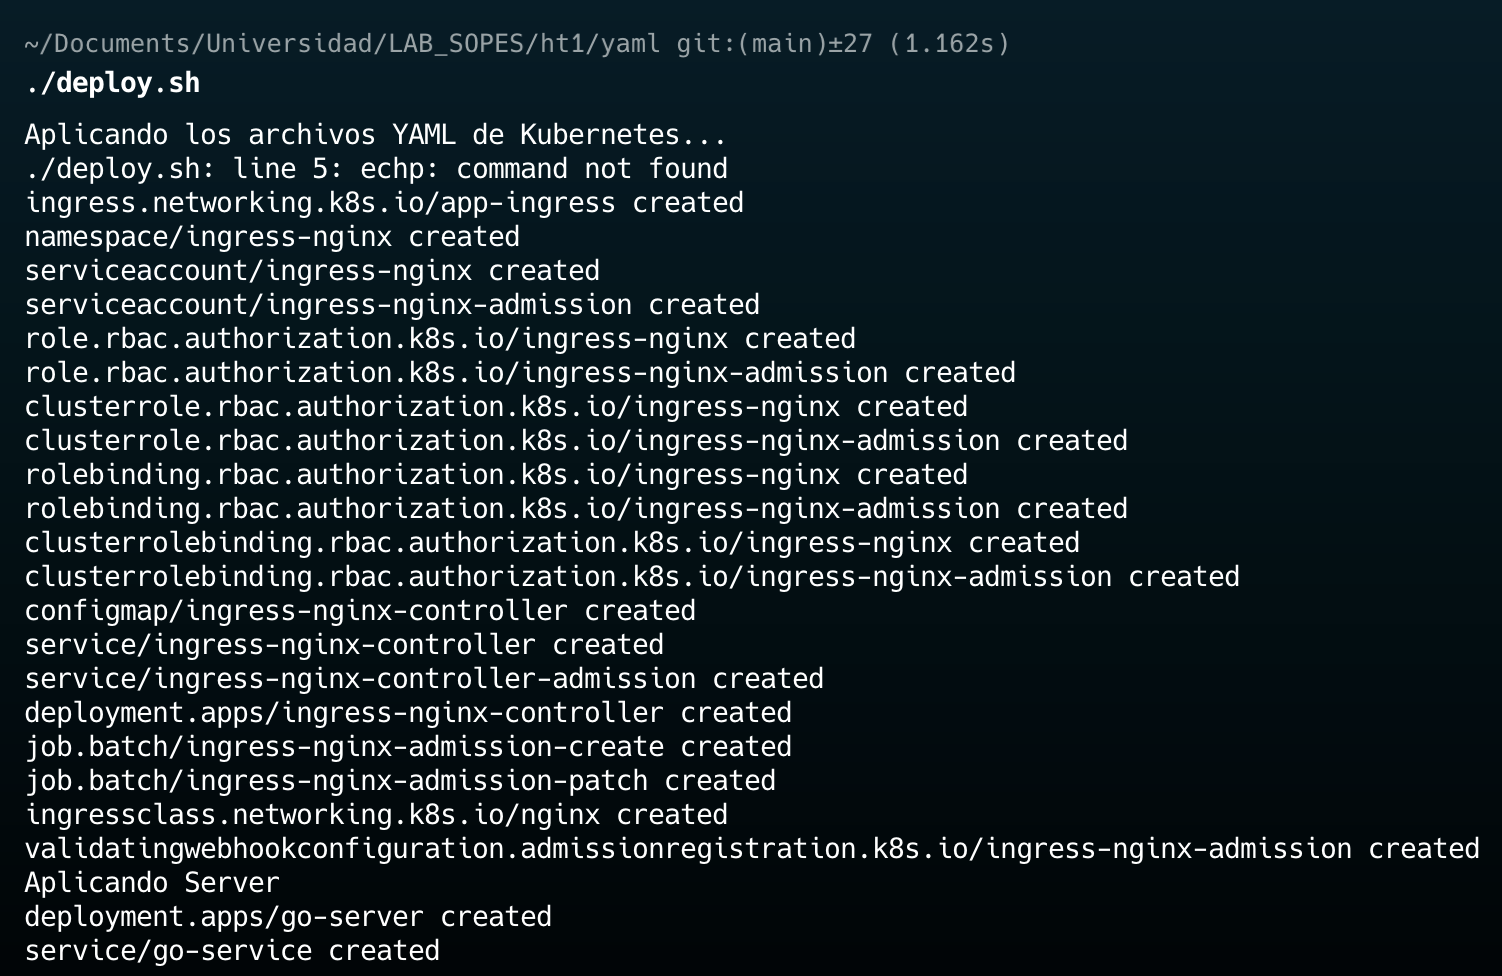 ~/Documents/Universidad/LAB_SOPES/ht1/yaml git:(main)±27 (1.162s)
./deploy.sh
Aplicando los archivos YAML de Kubernetes...
./deploy.sh: line 5: echp: command not found
ingress.networking.k8s.io/app-ingress created
namespace/ingress-nginx created
serviceaccount/ingress-nginx created
serviceaccount/ingress-nginx-admission created
role.rbac.authorization.k8s.io/ingress-nginx created
role.rbac.authorization.k8s.io/ingress-nginx-admission created
clusterrole.rbac.authorization.k8s.io/ingress-nginx created
clusterrole.rbac.authorization.k8s.io/ingress-nginx-admission created
rolebinding.rbac.authorization.k8s.io/ingress-nginx created
rolebinding.rbac.authorization.k8s.io/ingress-nginx-admission created
clusterrolebinding.rbac.authorization.k8s.io/ingress-nginx created
clusterrolebinding.rbac.authorization.k8s.io/ingress-nginx-admission created
configmap/ingress-nginx-controller created
service/ingress-nginx-controller created
service/ingress-nginx-controller-admission created
deployment.apps/ingress-nginx-controller created
job.batch/ingress-nginx-admission-create created
job.batch/ingress-nginx-admission-patch created
ingressclass.networking.k8s.io/nginx created
validatingwebhookconfiguration.admissionregistration.k8s.io/ingress-nginx-admission created
Aplicando Server
deployment.apps/go-server created
service/go-service created